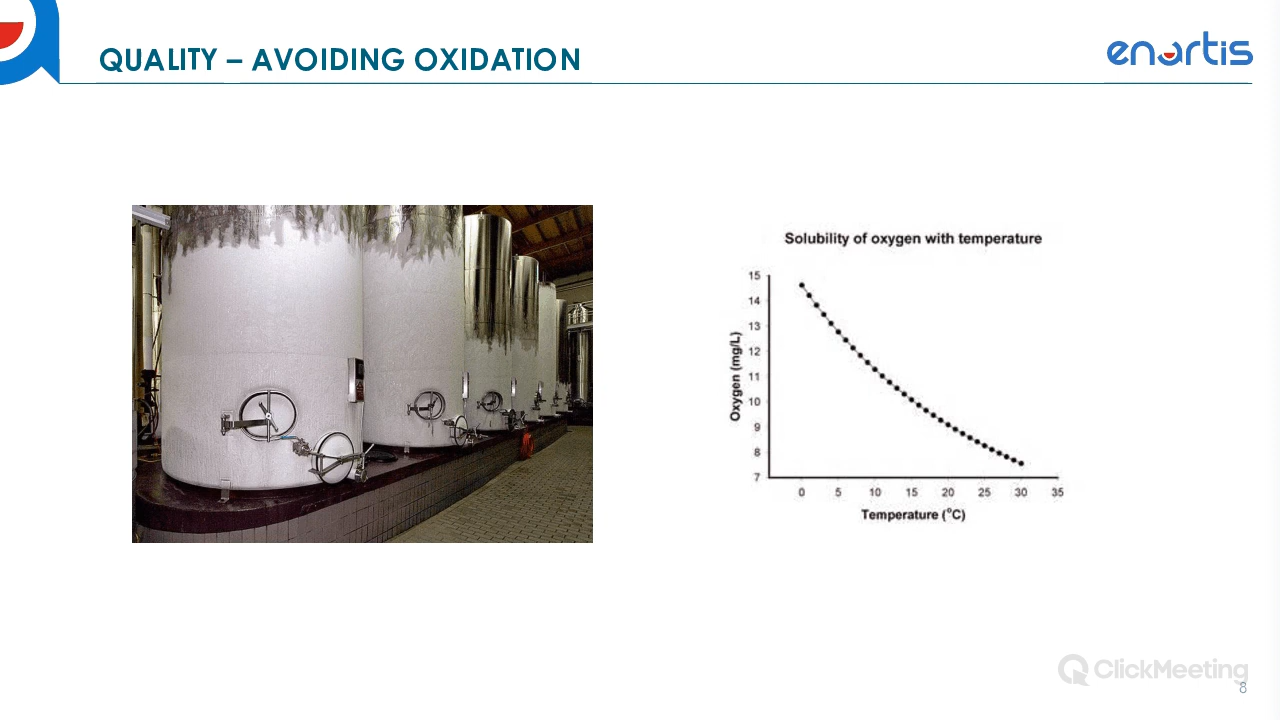 QUALITY – AVOIDING OXIDATION
enartis
Solubility of oxygen with temperature
15
14
13
12
11
10
9
8
7
Oxygen (mg/L)
0 5 10 15 20 25 30 35
Temperature (°C)
ClickMeeting
8